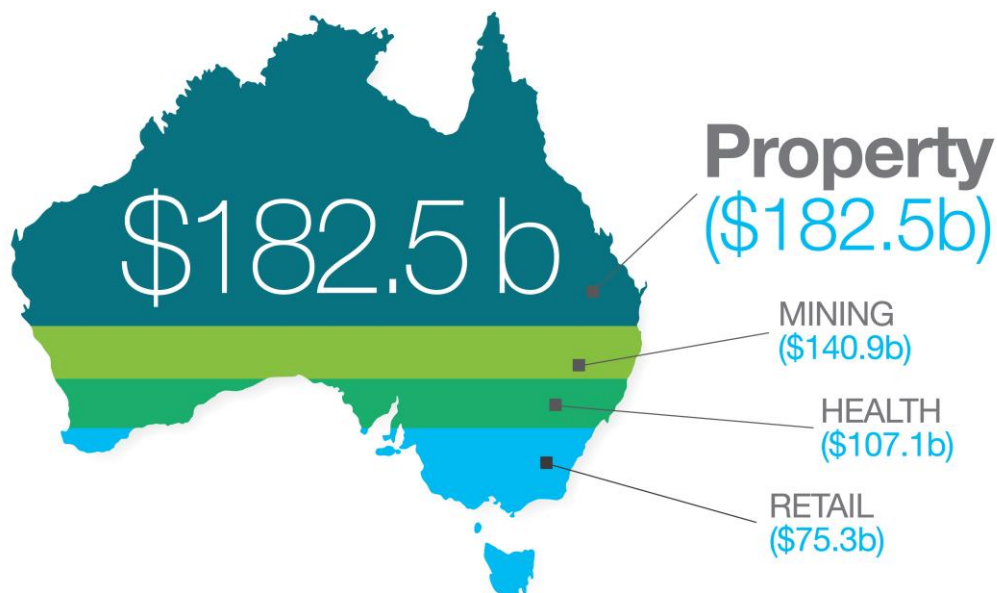 $182.5 b
Property
($182.5b)
MINING
($140.9b)
HEALTH
($107.1b)
RETAIL
($75.3b)